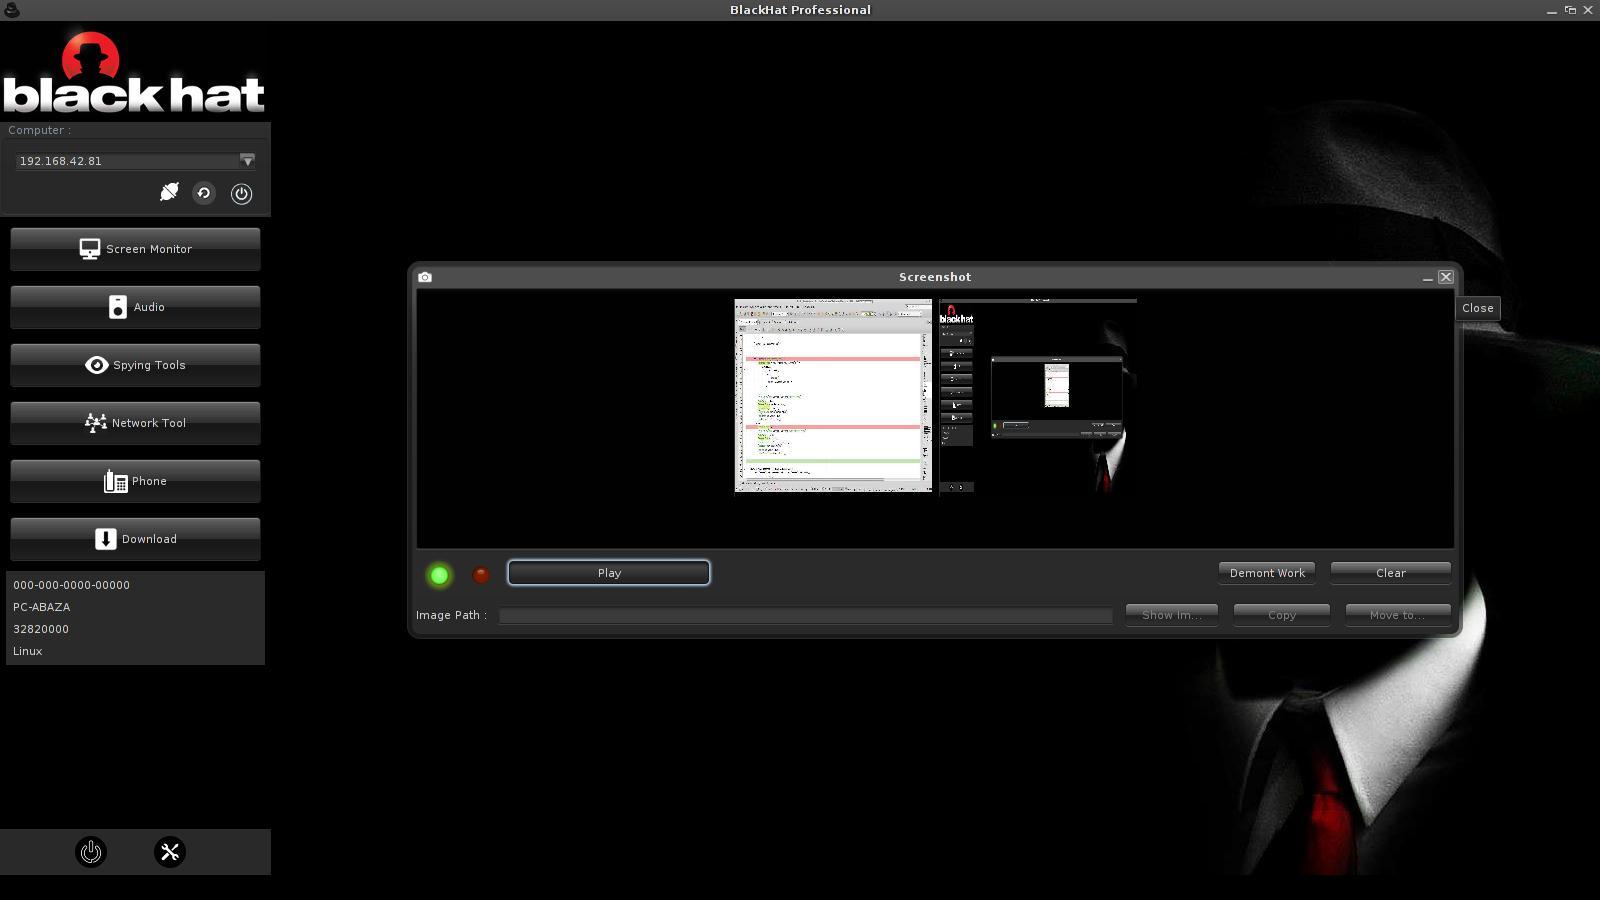 BlackHat Professional
black hat
Computer :
192.168.42.81
Screen Monitor
Audio
Spying Tools
Network Tool
Phone
Download
000-000-0000-00000
PC-ABAZA
32820000
Linux
Screenshot
Close
black hat
Play
Demont Work
Clear
Image Path :
Show Im...
Copy
Move to...